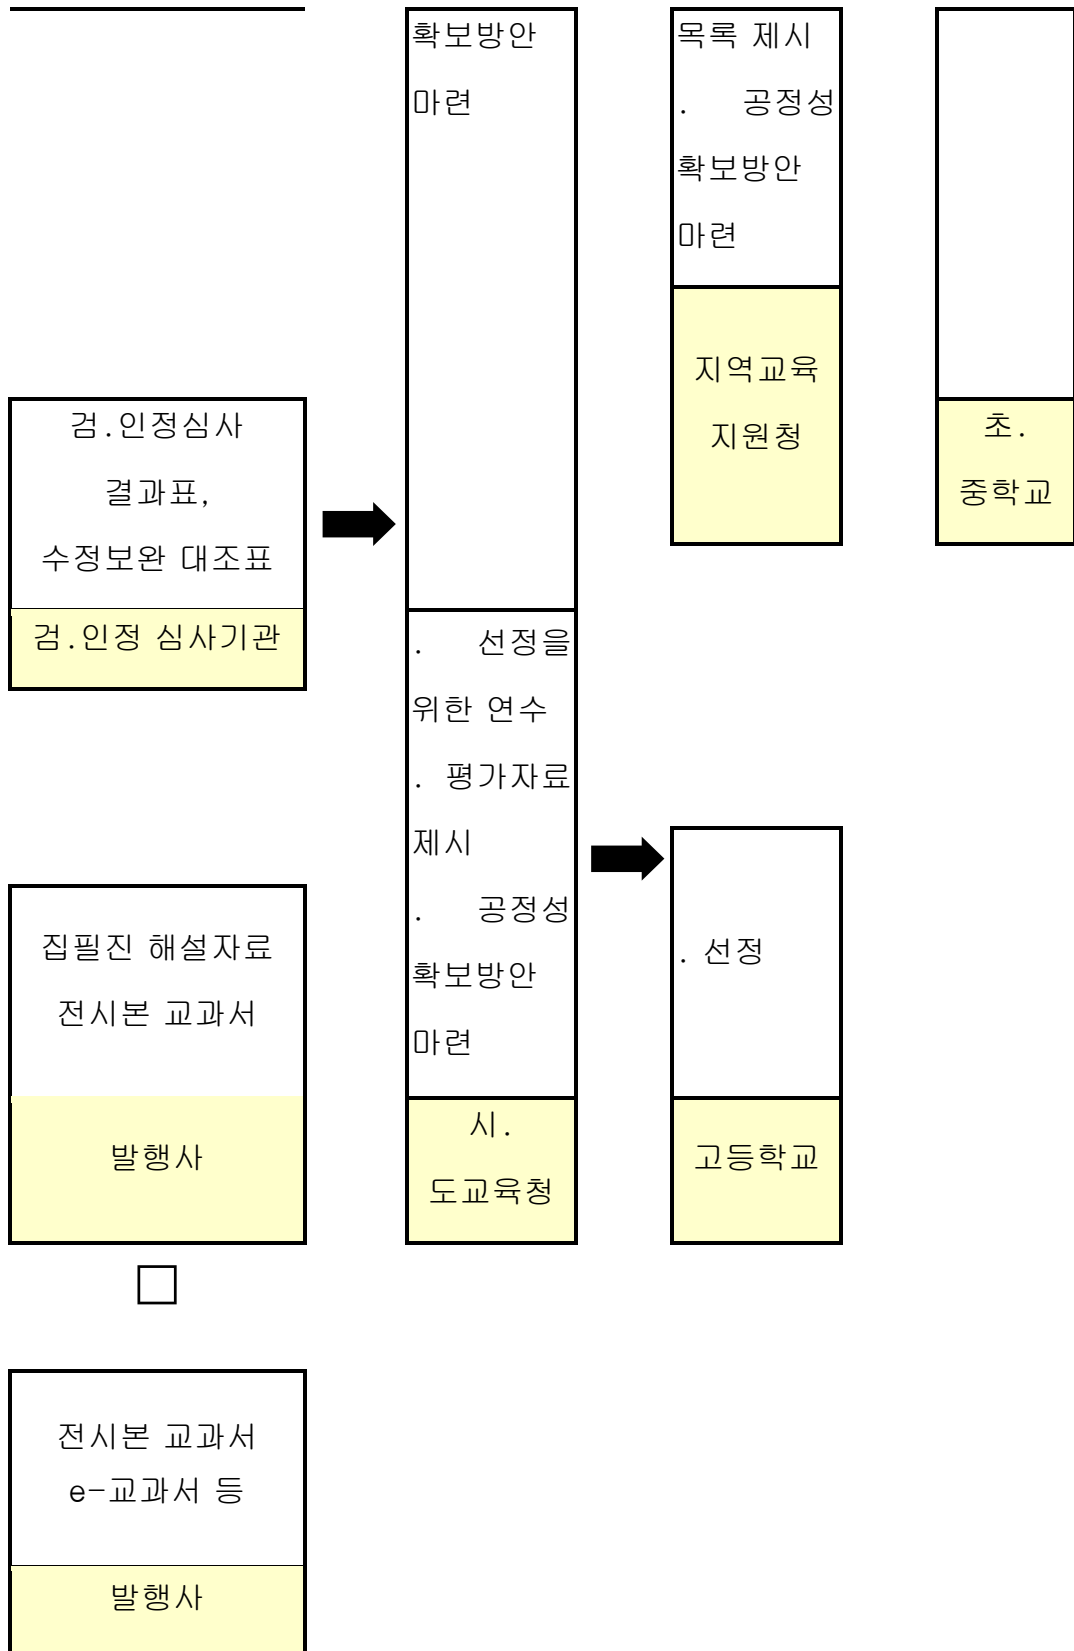 확보방안
마련
목록 제시
. 공정성
확보방안
마련
지역교육
지원청
초.
중학교
검.인정심사
결과표,
수정보완 대조표
검.인정 심사기관
. 선정을
위한 연수
. 평가자료
제시
. 공정성
확보방안
마련
시.
도교육청
. 선정
고등학교
집필진 해설자료
전시본 교과서
발행사
□
전시본 교과서
e-교과서 등
발행사